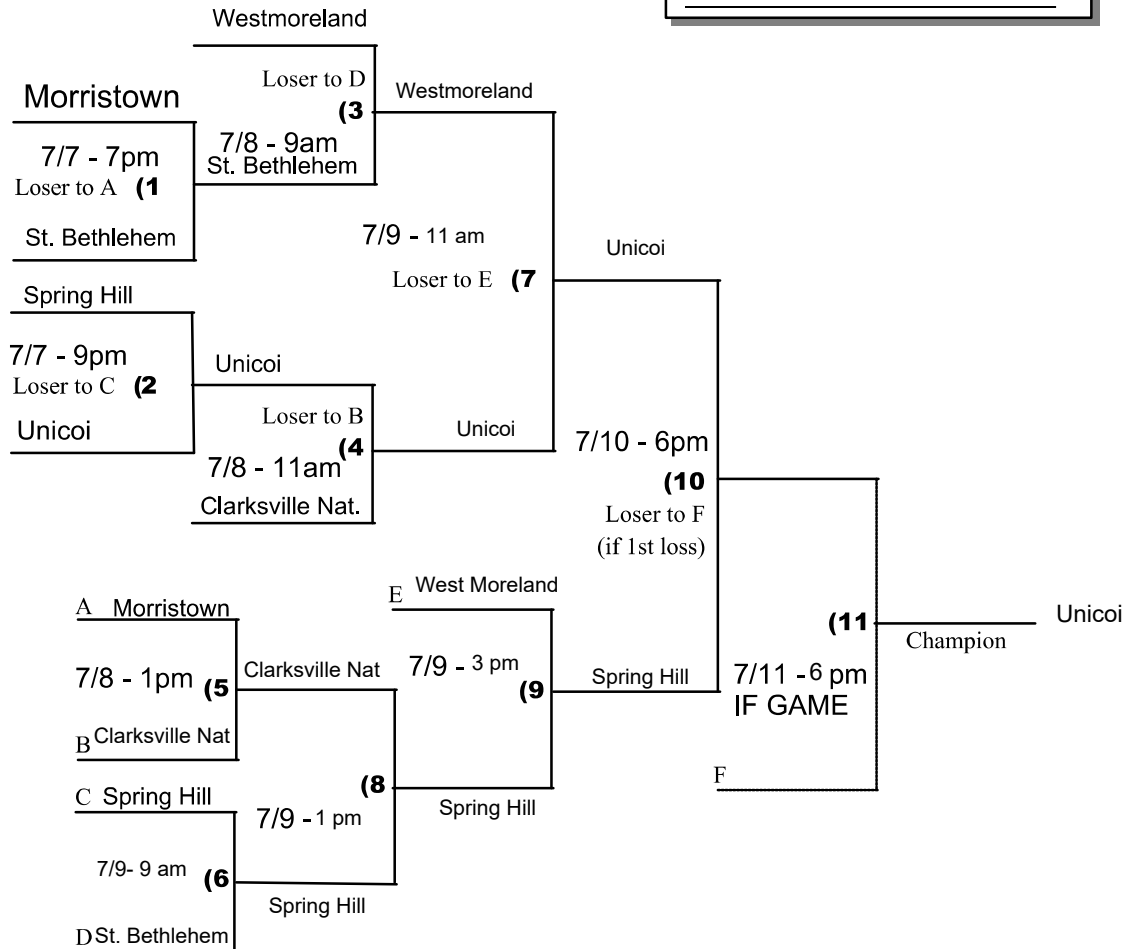 Westmoreland
Loser to D
(3
Westmoreland
Morristown
7/8 - 9am
St. Bethlehem
7/7 - 7pm
Loser to A (1
St. Bethlehem
7/9 - 11 am
Loser to E (7
Unicoi
Spring Hill
7/7 - 9pm
Loser to C (2
Unicoi
Unicoi
Loser to B
(4
7/8 - 11am
Clarksville Nat.
Unicoi
7/10 - 6pm
(10
Loser to F
(if 1st loss)
A Morristown
7/8 - 1pm (5
B Clarksville Nat
Clarksville Nat
E West Moreland
7/9 - 3 pm
(9
Spring Hill
(11
Champion
Unicoi
7/11 - 6 pm
IF GAME
F
C Spring Hill
7/9 - 1 pm
(8
Spring Hill
7/9- 9 am (6
Spring Hill
D St. Bethlehem